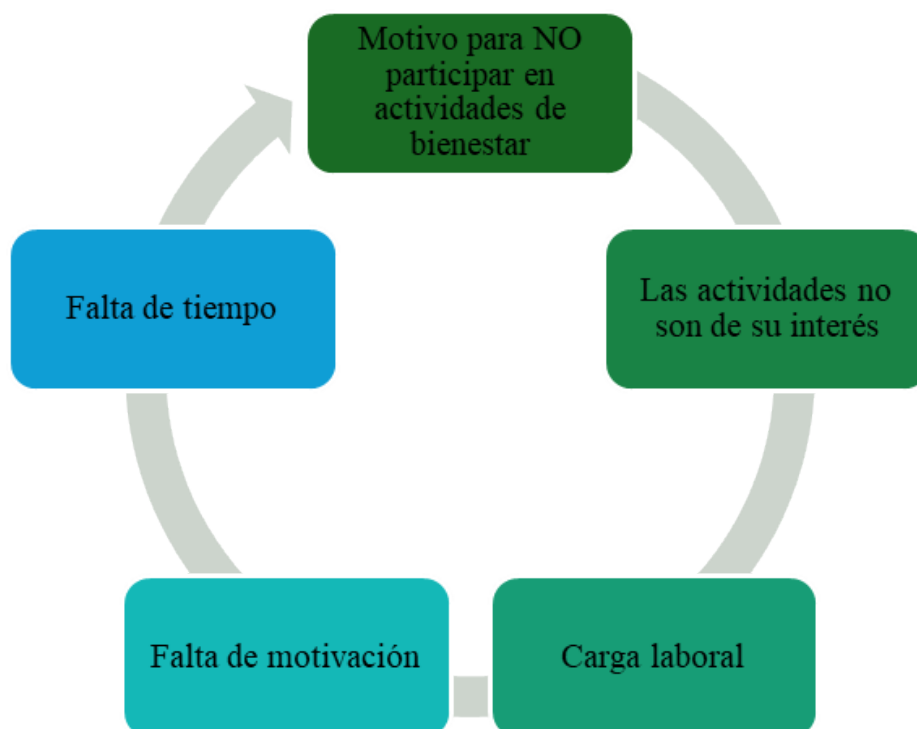 Motivo para NO
participar en
actividades de
bienestar
Las actividades no
son de su interés
Carga laboral
Falta de motivación
Falta de tiempo